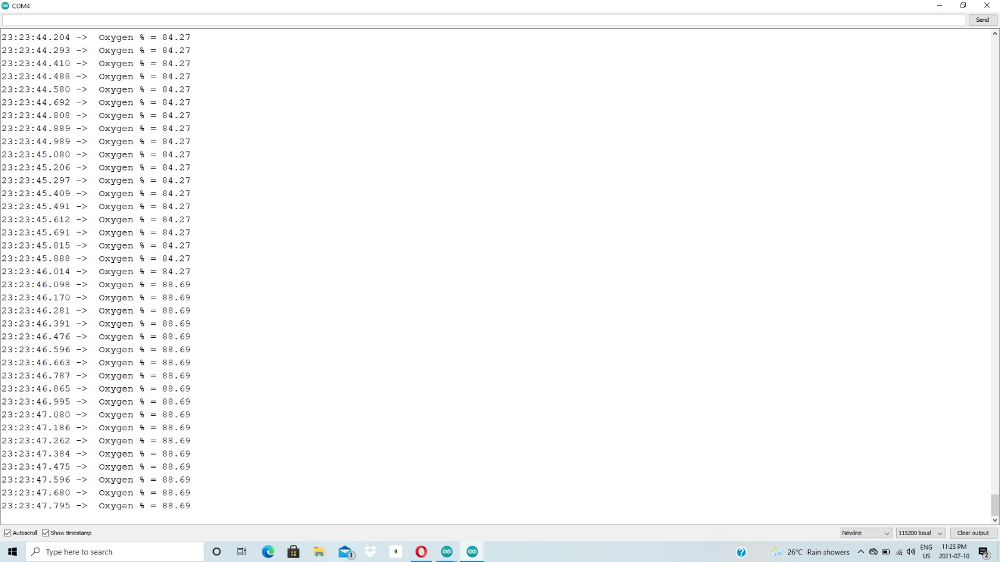 COM4
Send
23:23:44.204 ->  Oxygen % = 84.27
23:23:44.293 ->  Oxygen % = 84.27
23:23:44.410 ->  Oxygen % = 84.27
23:23:44.488 ->  Oxygen % = 84.27
23:23:44.580 ->  Oxygen % = 84.27
23:23:44.692 ->  Oxygen % = 84.27
23:23:44.808 ->  Oxygen % = 84.27
23:23:44.889 ->  Oxygen % = 84.27
23:23:44.989 ->  Oxygen % = 84.27
23:23:45.080 ->  Oxygen % = 84.27
23:23:45.206 ->  Oxygen % = 84.27
23:23:45.297 ->  Oxygen % = 84.27
23:23:45.409 ->  Oxygen % = 84.27
23:23:45.491 ->  Oxygen % = 84.27
23:23:45.612 ->  Oxygen % = 84.27
23:23:45.691 ->  Oxygen % = 84.27
23:23:45.815 ->  Oxygen % = 84.27
23:23:45.888 ->  Oxygen % = 84.27
23:23:46.014 ->  Oxygen % = 84.27
23:23:46.098 ->  Oxygen % = 88.69
23:23:46.170 ->  Oxygen % = 88.69
23:23:46.281 ->  Oxygen % = 88.69
23:23:46.391 ->  Oxygen % = 88.69
23:23:46.476 ->  Oxygen % = 88.69
23:23:46.596 ->  Oxygen % = 88.69
23:23:46.663 ->  Oxygen % = 88.69
23:23:46.787 ->  Oxygen % = 88.69
23:23:46.865 ->  Oxygen % = 88.69
23:23:46.995 ->  Oxygen % = 88.69
23:23:47.080 ->  Oxygen % = 88.69
23:23:47.186 ->  Oxygen % = 88.69
23:23:47.262 ->  Oxygen % = 88.69
23:23:47.384 ->  Oxygen % = 88.69
23:23:47.475 ->  Oxygen % = 88.69
23:23:47.596 ->  Oxygen % = 88.69
23:23:47.680 ->  Oxygen % = 88.69
23:23:47.795 ->  Oxygen % = 88.69
Autoscroll Show timestamp Newline 115200 baud Clear output
Type here to search
1
a
?
26°C Rain showers
ENG
US
11:23 PM
2021-07-10
2